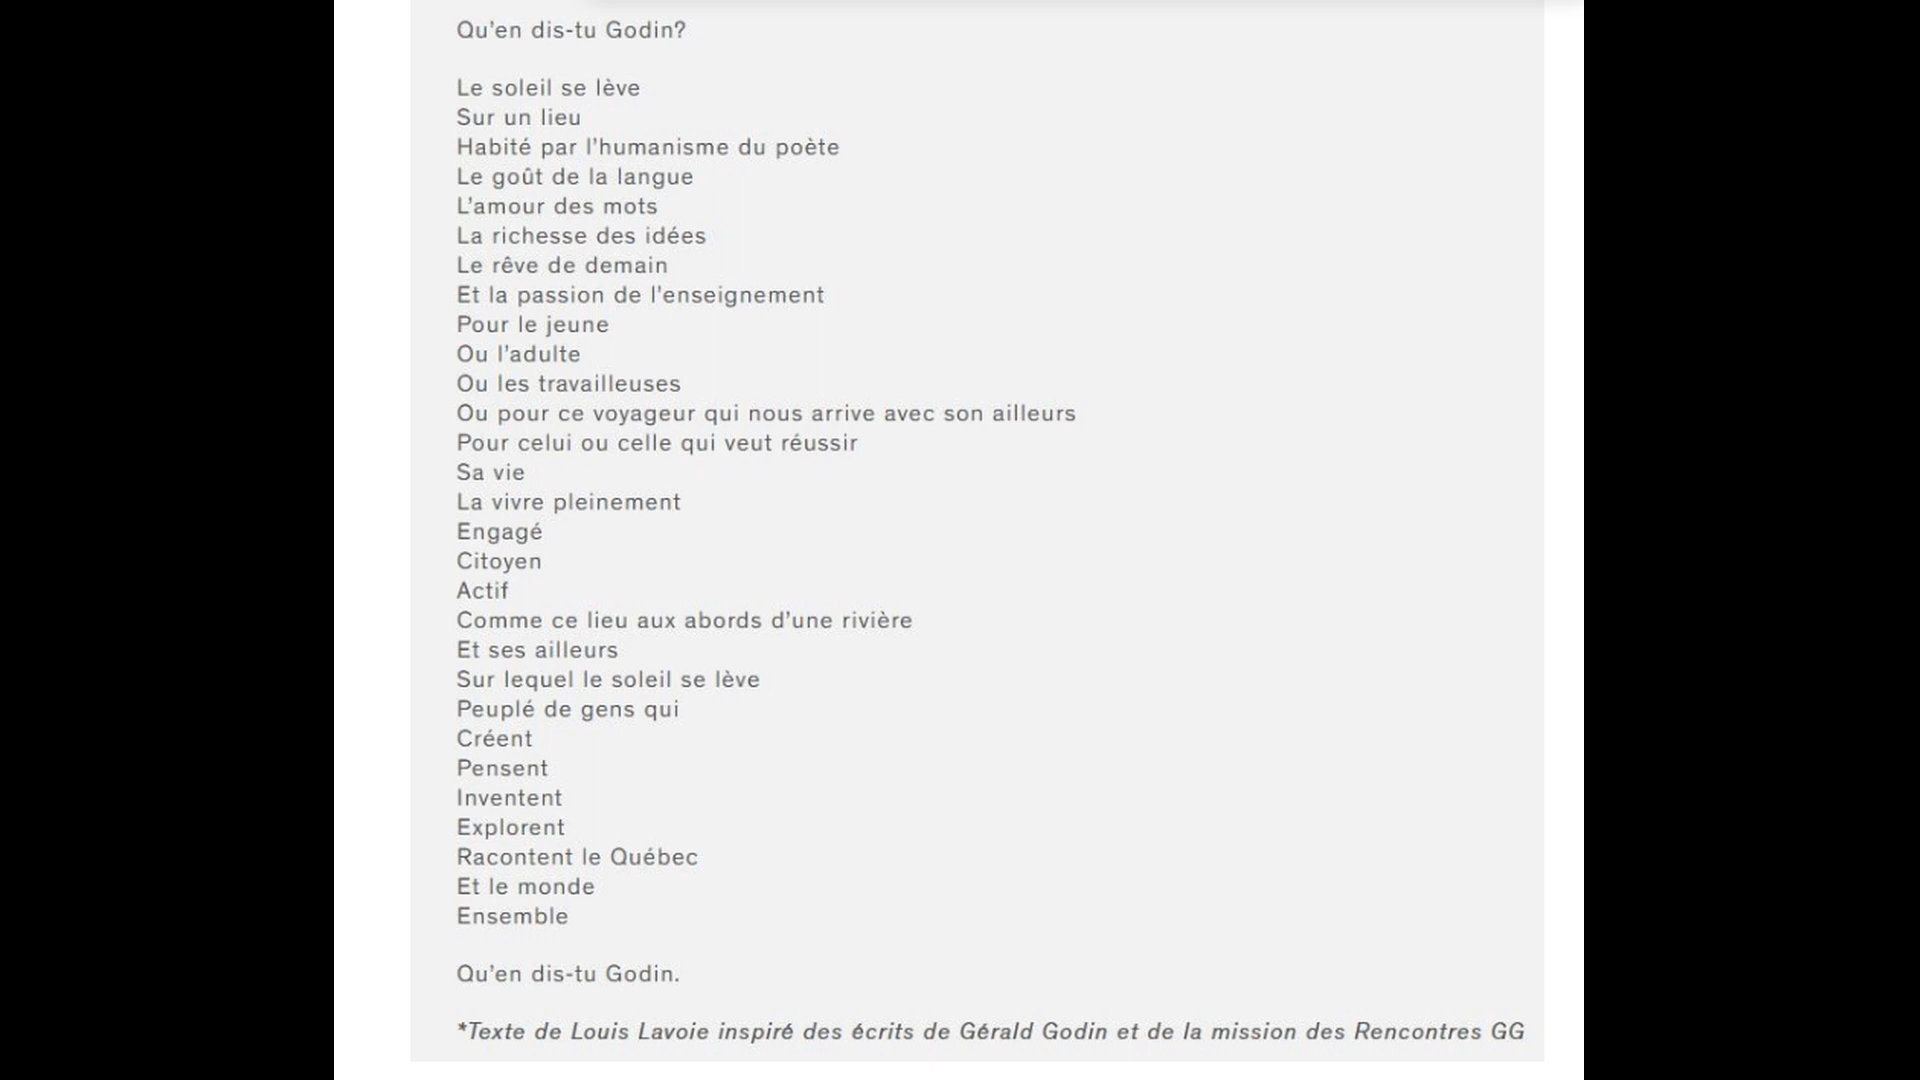 Qu’en dis-tu Godin?
Le soleil se lève
Sur un lieu
Habité par l’humanisme du poète
Le goût de la langue
L’amour des mots
La richesse des idées
Le rêve de demain
Et la passion de l’enseignement
Pour le jeune
Ou l’adulte
Ou les travailleuses
Ou pour ce voyageur qui nous arrive avec son ailleurs
Pour celui ou celle qui veut réussir
Sa vie
La vivre pleinement
Engagé
Citoyen
Actif
Comme ce lieu aux abords d’une rivière
Et ses ailleurs
Sur lequel le soleil se lève
Peuplé de gens qui
Créent
Pensent
Inventent
Explorent
Racontent le Québec
Et le monde
Ensemble
Qu’en dis-tu Godin.
*Texte de Louis Lavoie inspiré des écrits de Gérald Godin et de la mission des Rencontres GG